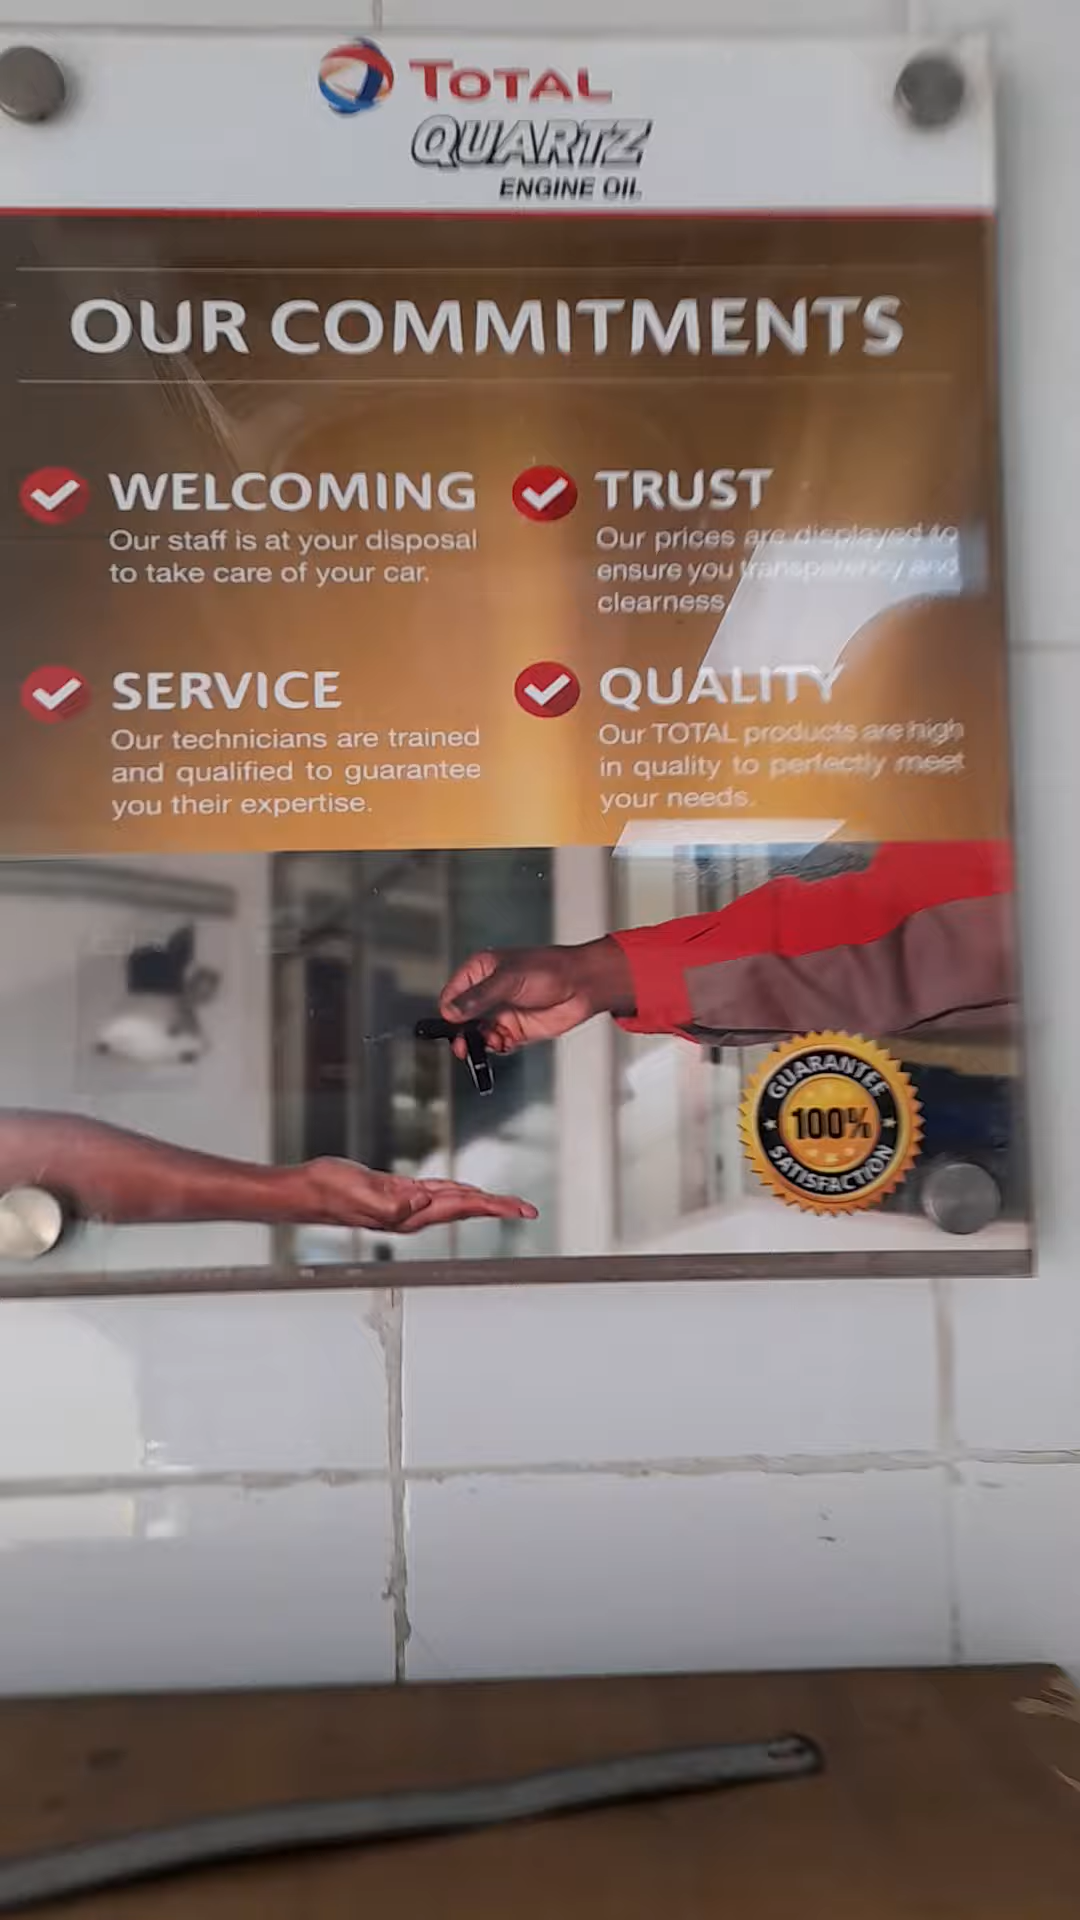 TOTAL
QUARTZ
ENGINE OIL
OUR COMMITMENTS
WELCOMING
Our staff is at your disposal
to take care of your car.
TRUST
Our prices are displayed to
ensure you transparency and
clearness.
SERVICE
Our technicians are trained
and qualified to guarantee
you their expertise.
QUALITY
Our TOTAL products are high
in quality to perfectly meet
your needs.
GUARANTEE
100%
SATISFACTION